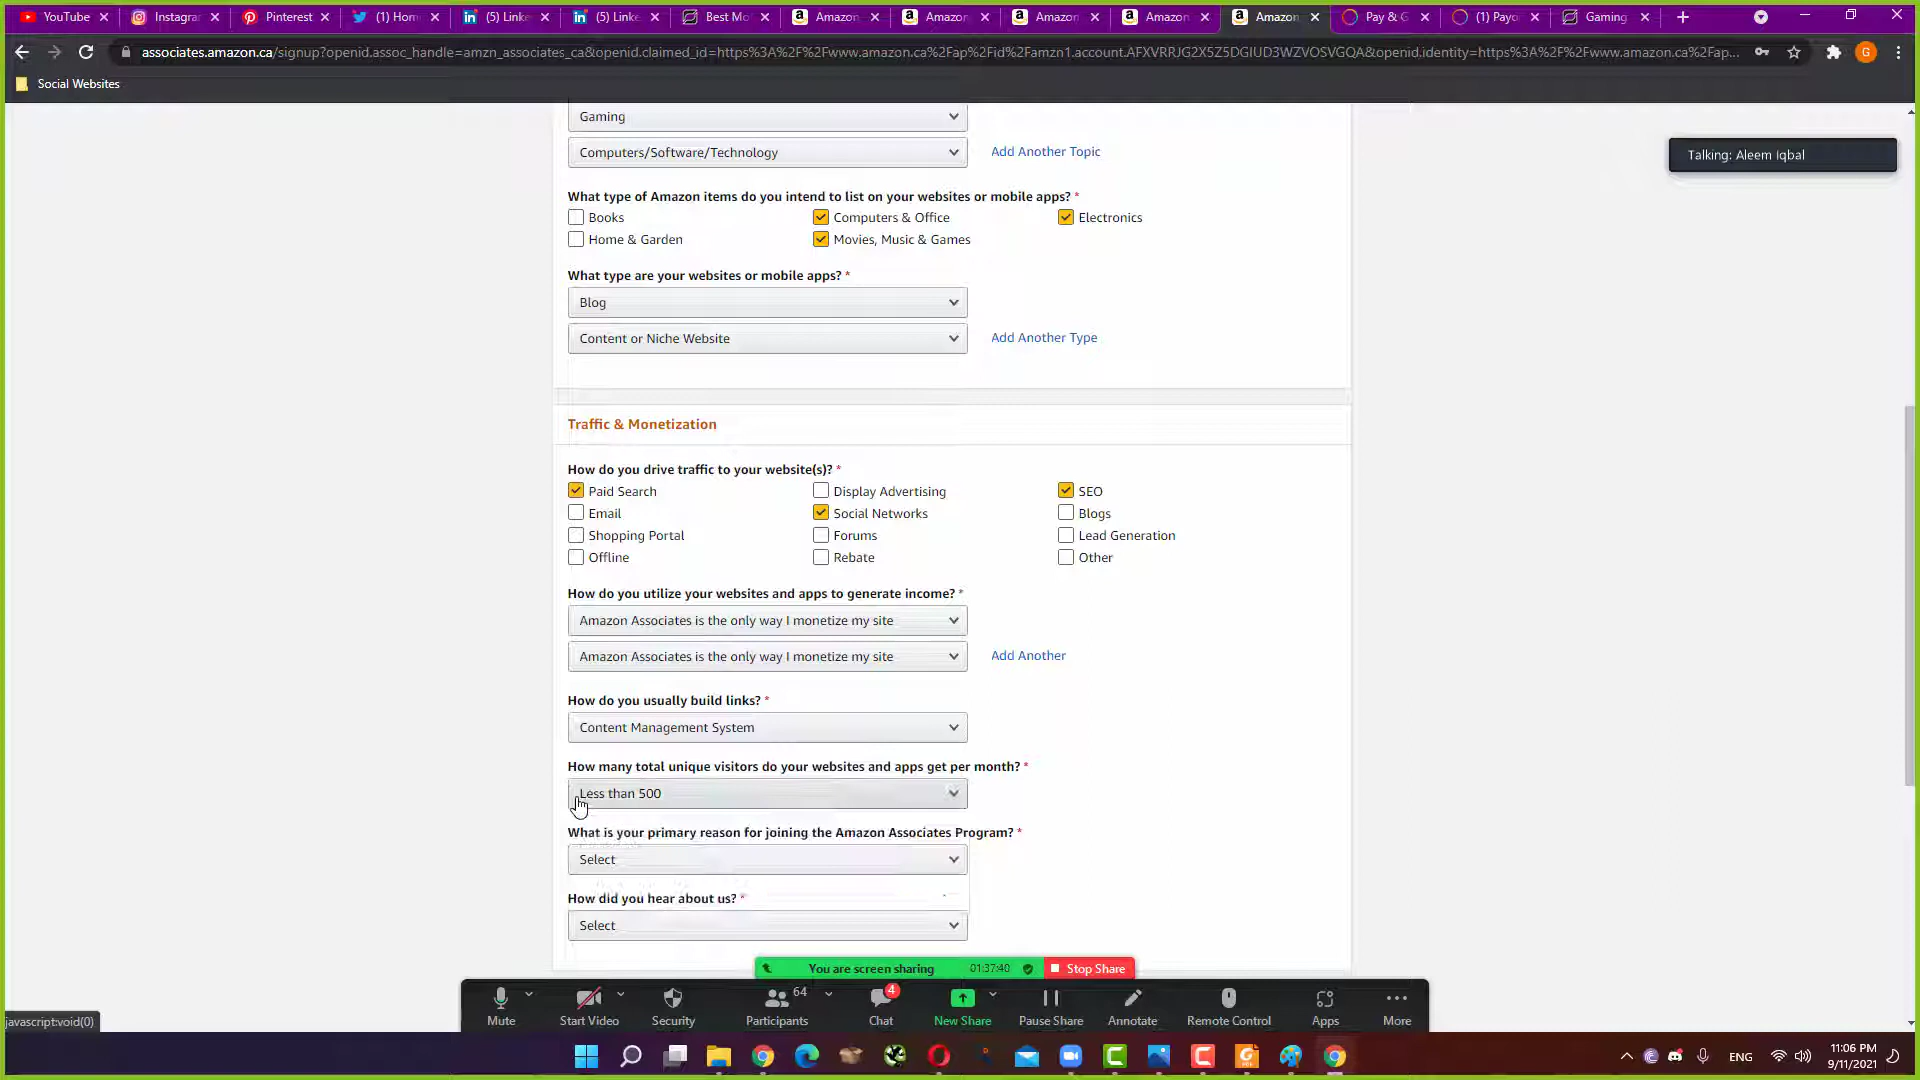 YouTube
Instagra
Pinterest
(1) Hom
(5) Linke
(5) Linke
Best Mo
Amazon
Amazon
Amazon
Amazon
Amazon
Pay & G
(1) Payo
Gaming
associates.amazon.ca/signup?openid.assoc_handle=amzn_associates_ca&openid.claimed_id=https%3A%2F%2Fwww.amazon.ca%2Fap%2Fid%2Famzn1.account.AFXVRRJG2X5Z5DGIUD3WZVOSVGQA&openid.identity=https%3A%2F%2Fwww.amazon.ca%2Fap...
G
Social Websites
Talking: Aleem Iqbal
Gaming
Computers/Software/Technology
Add Another Topic
What type of Amazon items do you intend to list on your websites or mobile apps? *
Books
Computers & Office
Electronics
Home & Garden
Movies, Music & Games
What type are your websites or mobile apps? *
Blog
Content or Niche Website
Add Another Type
Traffic & Monetization
How do you drive traffic to your website(s)? *
Paid Search
Display Advertising
SEO
Email
Social Networks
Blogs
Shopping Portal
Forums
Lead Generation
Offline
Rebate
Other
How do you utilize your websites and apps to generate income? *
Amazon Associates is the only way I monetize my site
Amazon Associates is the only way I monetize my site
Add Another
How do you usually build links? *
Content Management System
How many total unique visitors do your websites and apps get per month? *
Less than 500
What is your primary reason for joining the Amazon Associates Program? *
Select
How did you hear about us? *
Select
You are screen sharing
01:37:40
Stop Share
Mute
Start Video
Security
Participants
64
Chat
4
New Share
Pause Share
Annotate
Remote Control
Apps
More
javascript:void(0)
ENG
11:06 PM
9/11/2021